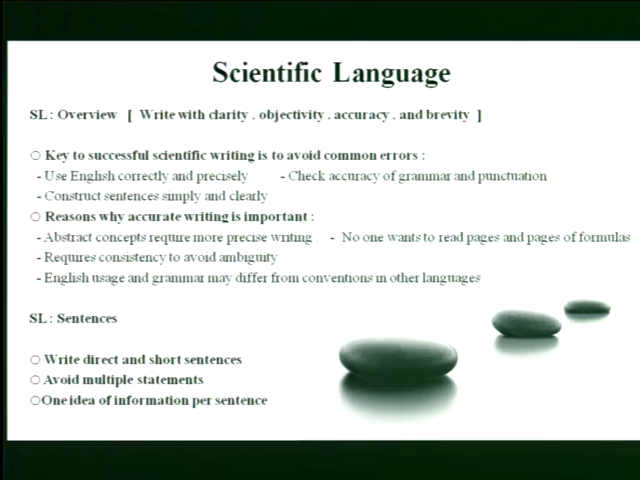 Scientific Language
SL : Overview [ Write with clarity , objectivity , accuracy , and brevity ]
○ Key to successful scientific writing is to avoid common errors :
- Use English correctly and precisely - Check accuracy of grammar and punctuation
- Construct sentences simply and clearly
○ Reasons why accurate writing is important :
- Abstract concepts require more precise writing - No one wants to read pages and pages of formulas
- Requires consistency to avoid ambiguity
- English usage and grammar may differ from conventions in other languages
SL : Sentences
○ Write direct and short sentences
○ Avoid multiple statements
○ One idea of information per sentence